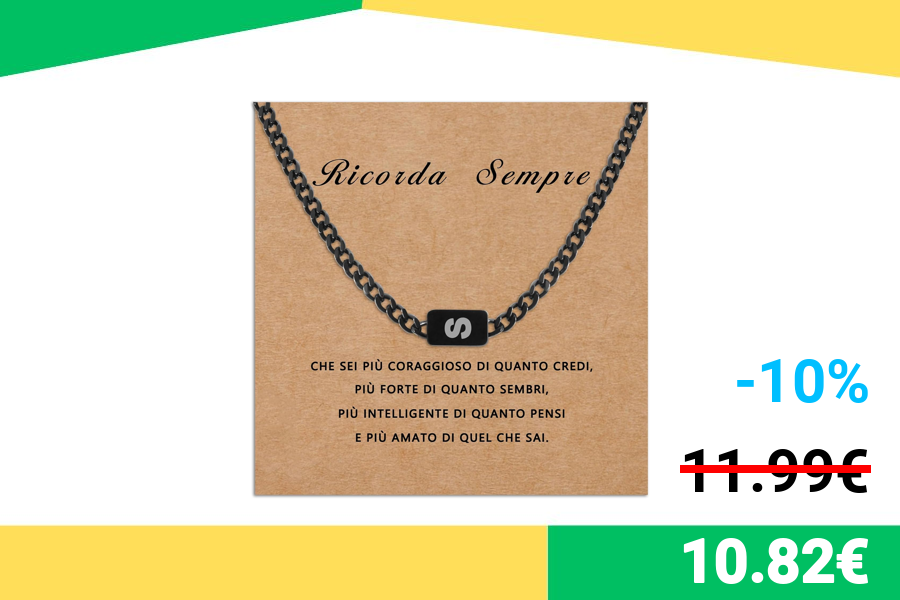 Ricorda Sempre
S
CHE SEI PIÙ CORAGGIOSO DI QUANTO CREDI,
PIÙ FORTE DI QUANTO SEMBRI,
PIÙ INTELLIGENTE DI QUANTO PENSI
E PIÙ AMATO DI QUEL CHE SAI.
-10%
11.99€
10.82€